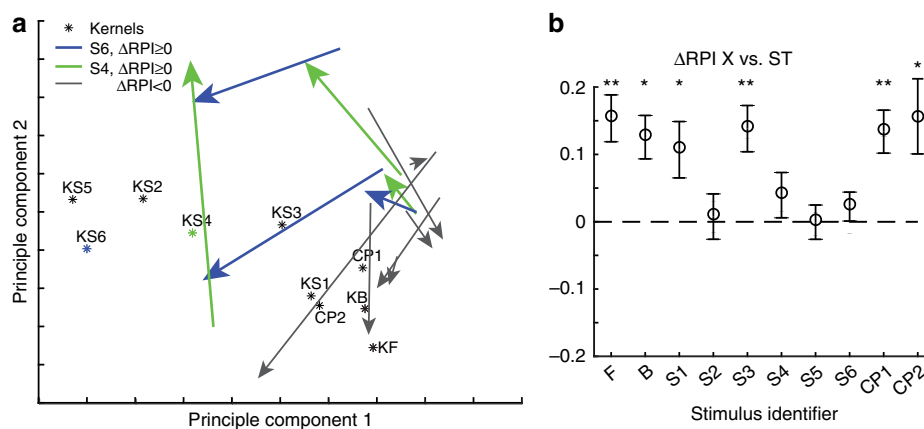 a
Kernels
S6, ΔRPI≥0
S4, ΔRPI≥0
ΔRPI<0
Principle component 2
KS5
KS2
KS6
KS4
KS3
CP1
KS1
KB
CP2
KF
Principle component 1
b
ΔRPI X vs. ST
** * * ** ** *
0.2
0.1
0
−0.1
−0.2
F B S1 S2 S3 S4 S5 S6 CP1 CP2
Stimulus identifier